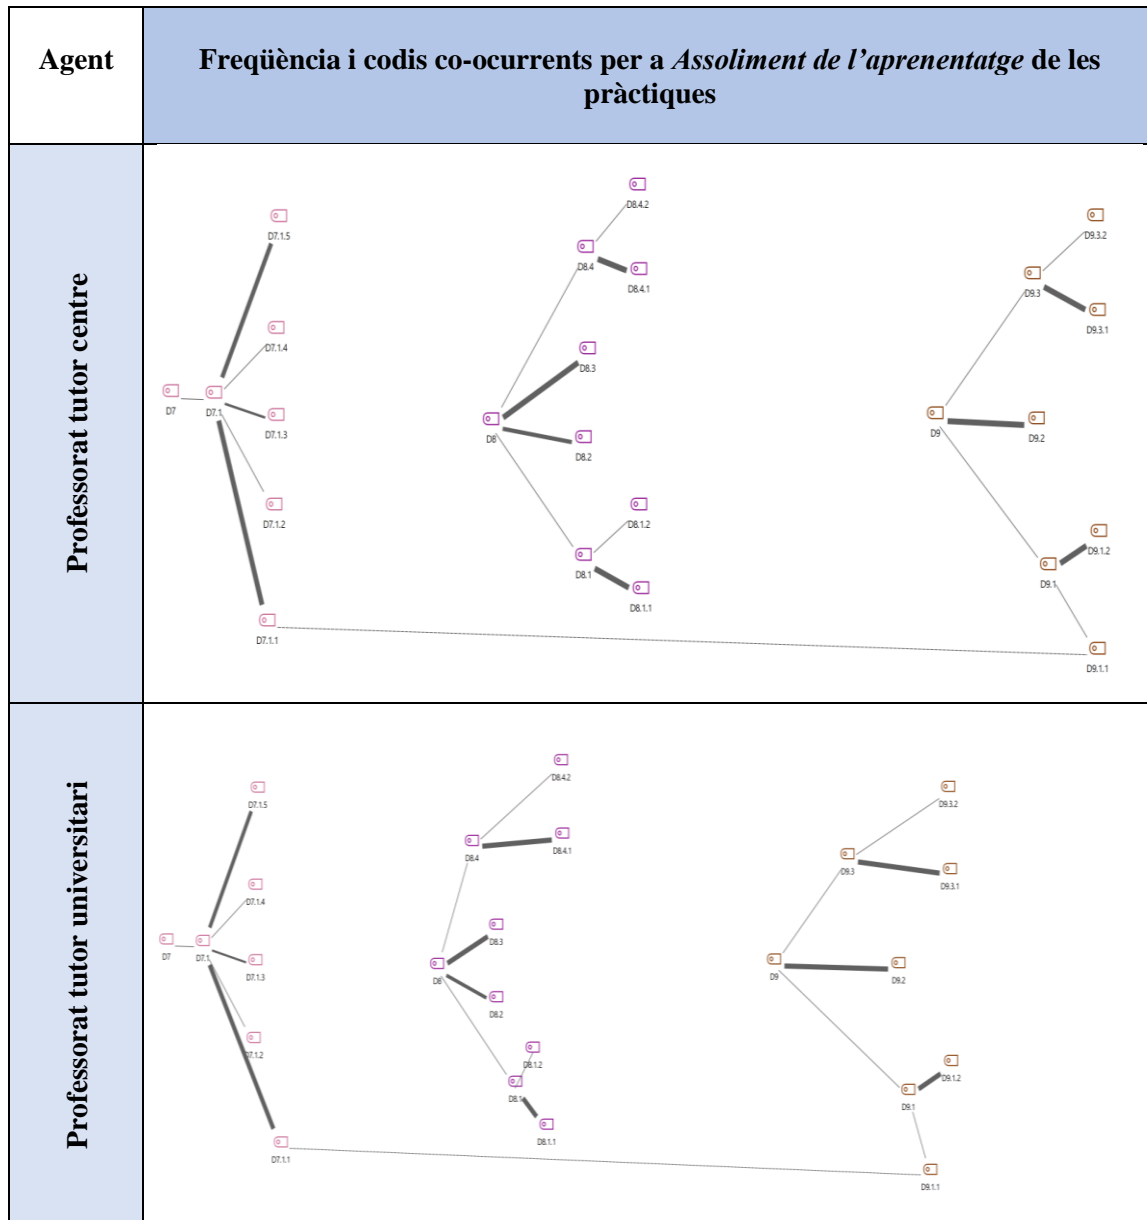 Agent
Freqüència i codis co-ocurrents per a Assoliment de l’aprenentatge de les
pràctiques
Professorat tutor centre
D8.4.2
D7.1.5
D9.3.2
D8.4
D8.4.1
D9.3
D9.3.1
D7.1.4
D8.3
D7
D7.1
D7.1.3
D8
D8.2
D9
D9.2
D7.1.2
D8.1.2
D9.1.2
D8.1
D9.1
D8.1.1
D7.1.1
D9.1.1
Professorat tutor universitari
D8.4.2
D7.1.5
D9.3.2
D8.4
D8.4.1
D9.3
D9.3.1
D7.1.4
D8.3
D7
D7.1
D7.1.3
D8
D9
D9.2
D8.2
D7.1.2
D8.1.2
D8.1
D9.1.2
D9.1
D8.1.1
D7.1.1
D9.1.1